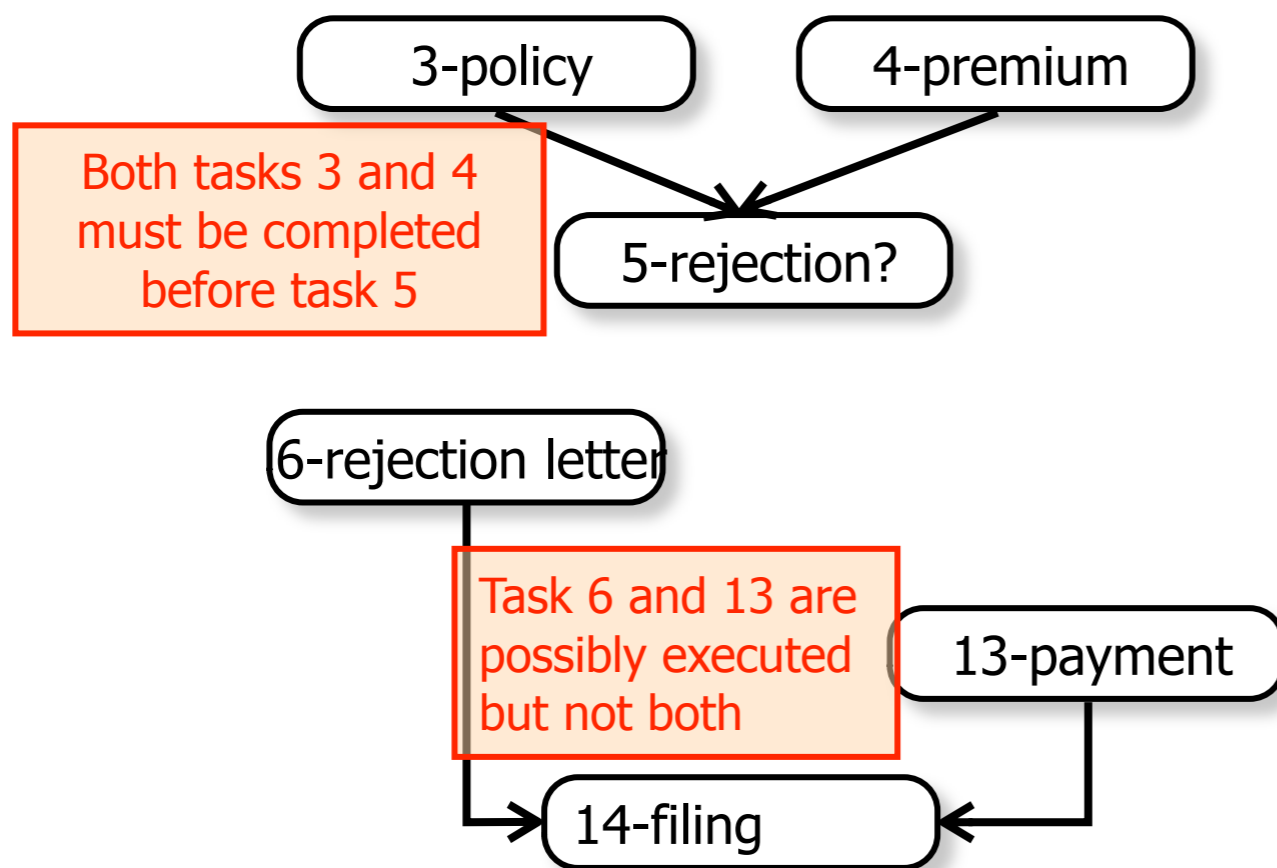 3-policy
4-premium
Both tasks 3 and 4
must be completed
before task 5
5-rejection?
6-rejection letter
Task 6 and 13 are
possibly executed
but not both
13-payment
14-filing